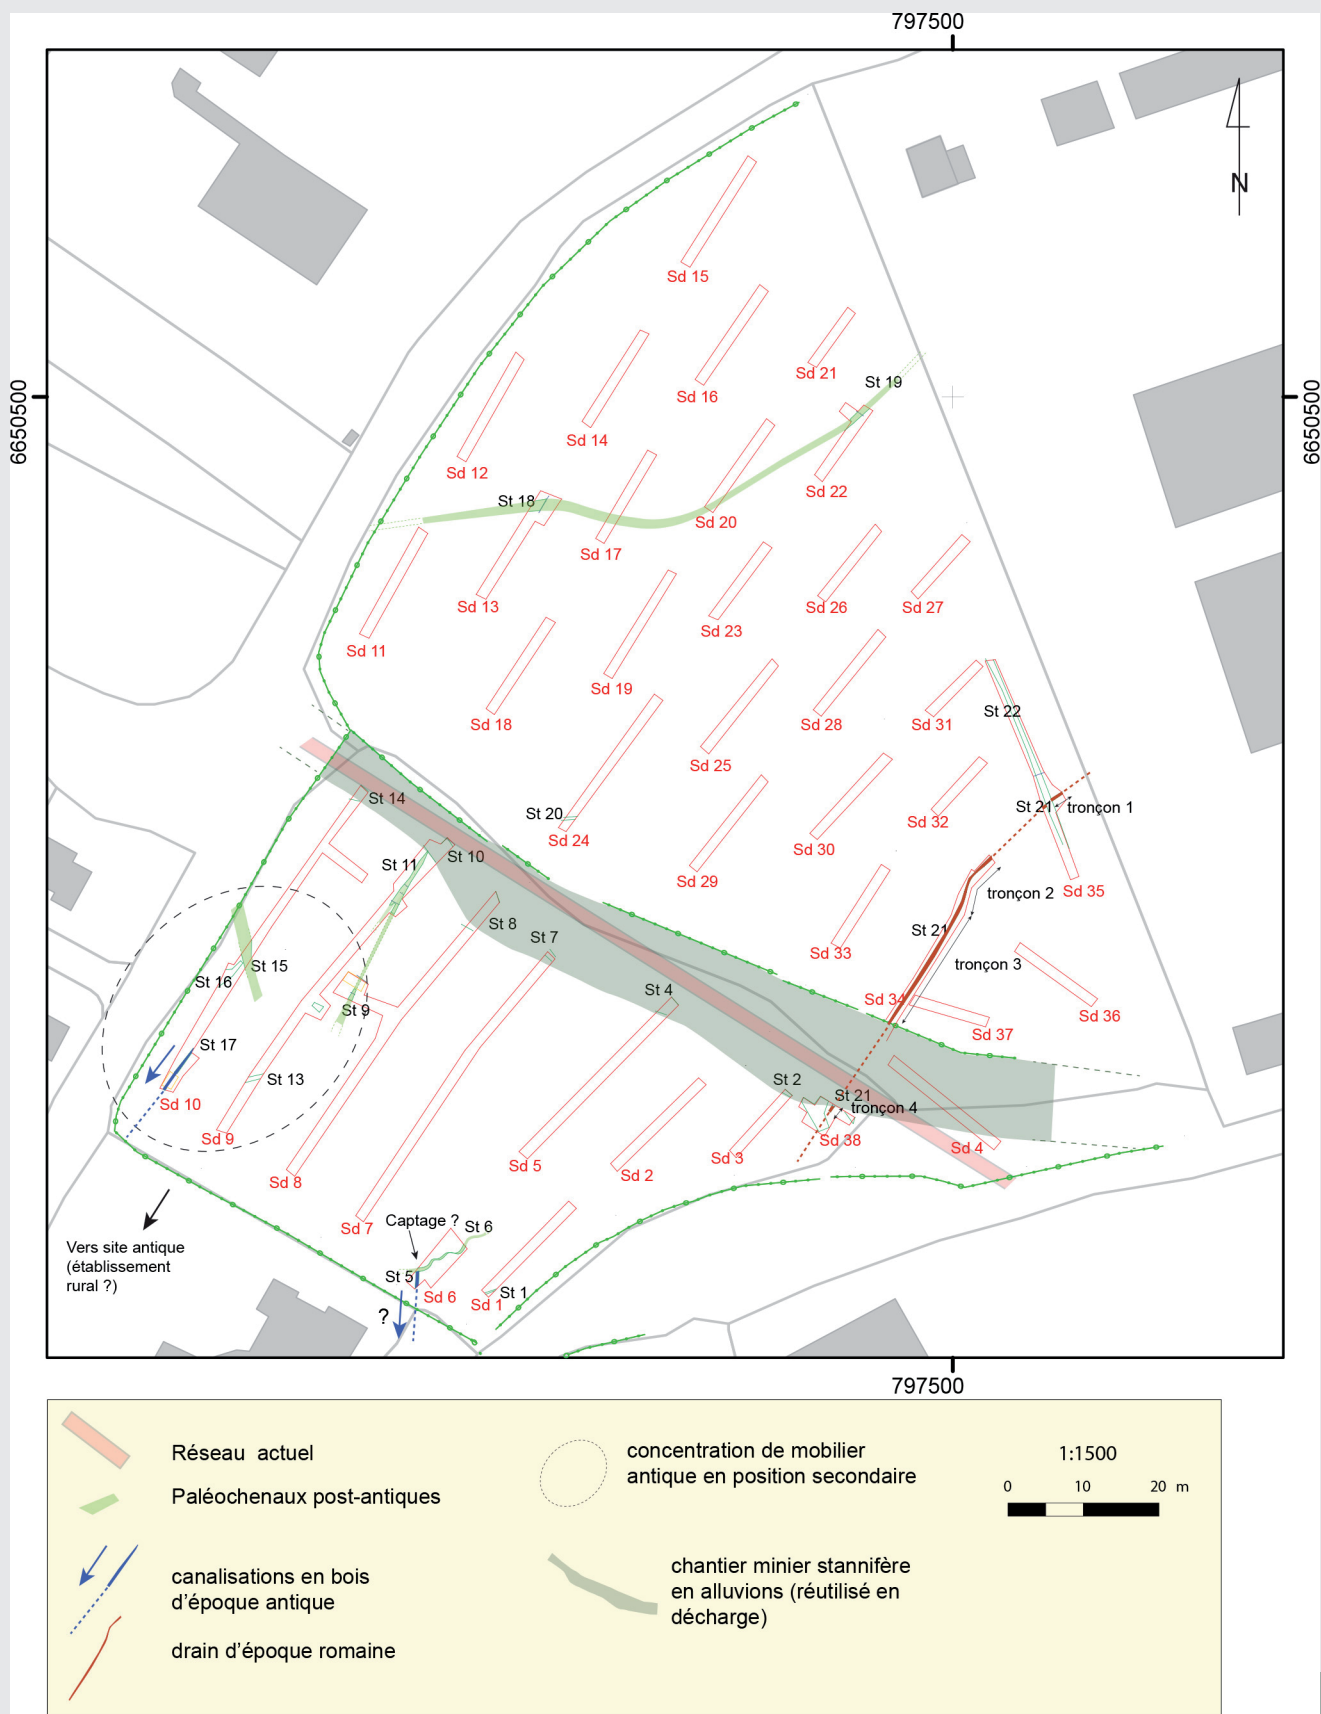 797500
N
Sd 15
Sd 16
Sd 21
St 19
6650500
6650500
Sd 14
Sd 12
Sd 22
St 18
Sd 20
Sd 17
Sd 13
Sd 26
Sd 27
Sd 23
Sd 11
Sd 19
St 22
Sd 18
Sd 28
Sd 31
Sd 25
St 14
St 20
Sd 24
St 21
tronçon 1
Sd 32
Sd 30
St 11
St 10
Sd 29
Sd 35
tronçon 2
St 8
St 7
St 21
Sd 33
tronçon 3
St 15
St 16
St 4
St 9
Sd 34
Sd 37
Sd 36
St 17
St 13
St 2
St 21
tronçon 4
Sd 10
Sd 9
Sd 38
Sd 4
Sd 8
Sd 5
Sd 2
Sd 3
Sd 7
Captage ?
St 6
Vers site antique
(établissement
rural ?)
St 5
Sd 6
Sd 1
St 1
?
797500
Réseau actuel
Paléochenaux post-antiques
canalisations en bois
d'époque antique
drain d'époque romaine
concentration de mobilier
antique en position secondaire
chantier minier stannifère
en alluvions (réutilisé en
décharge)
1:1500
0 10 20 m